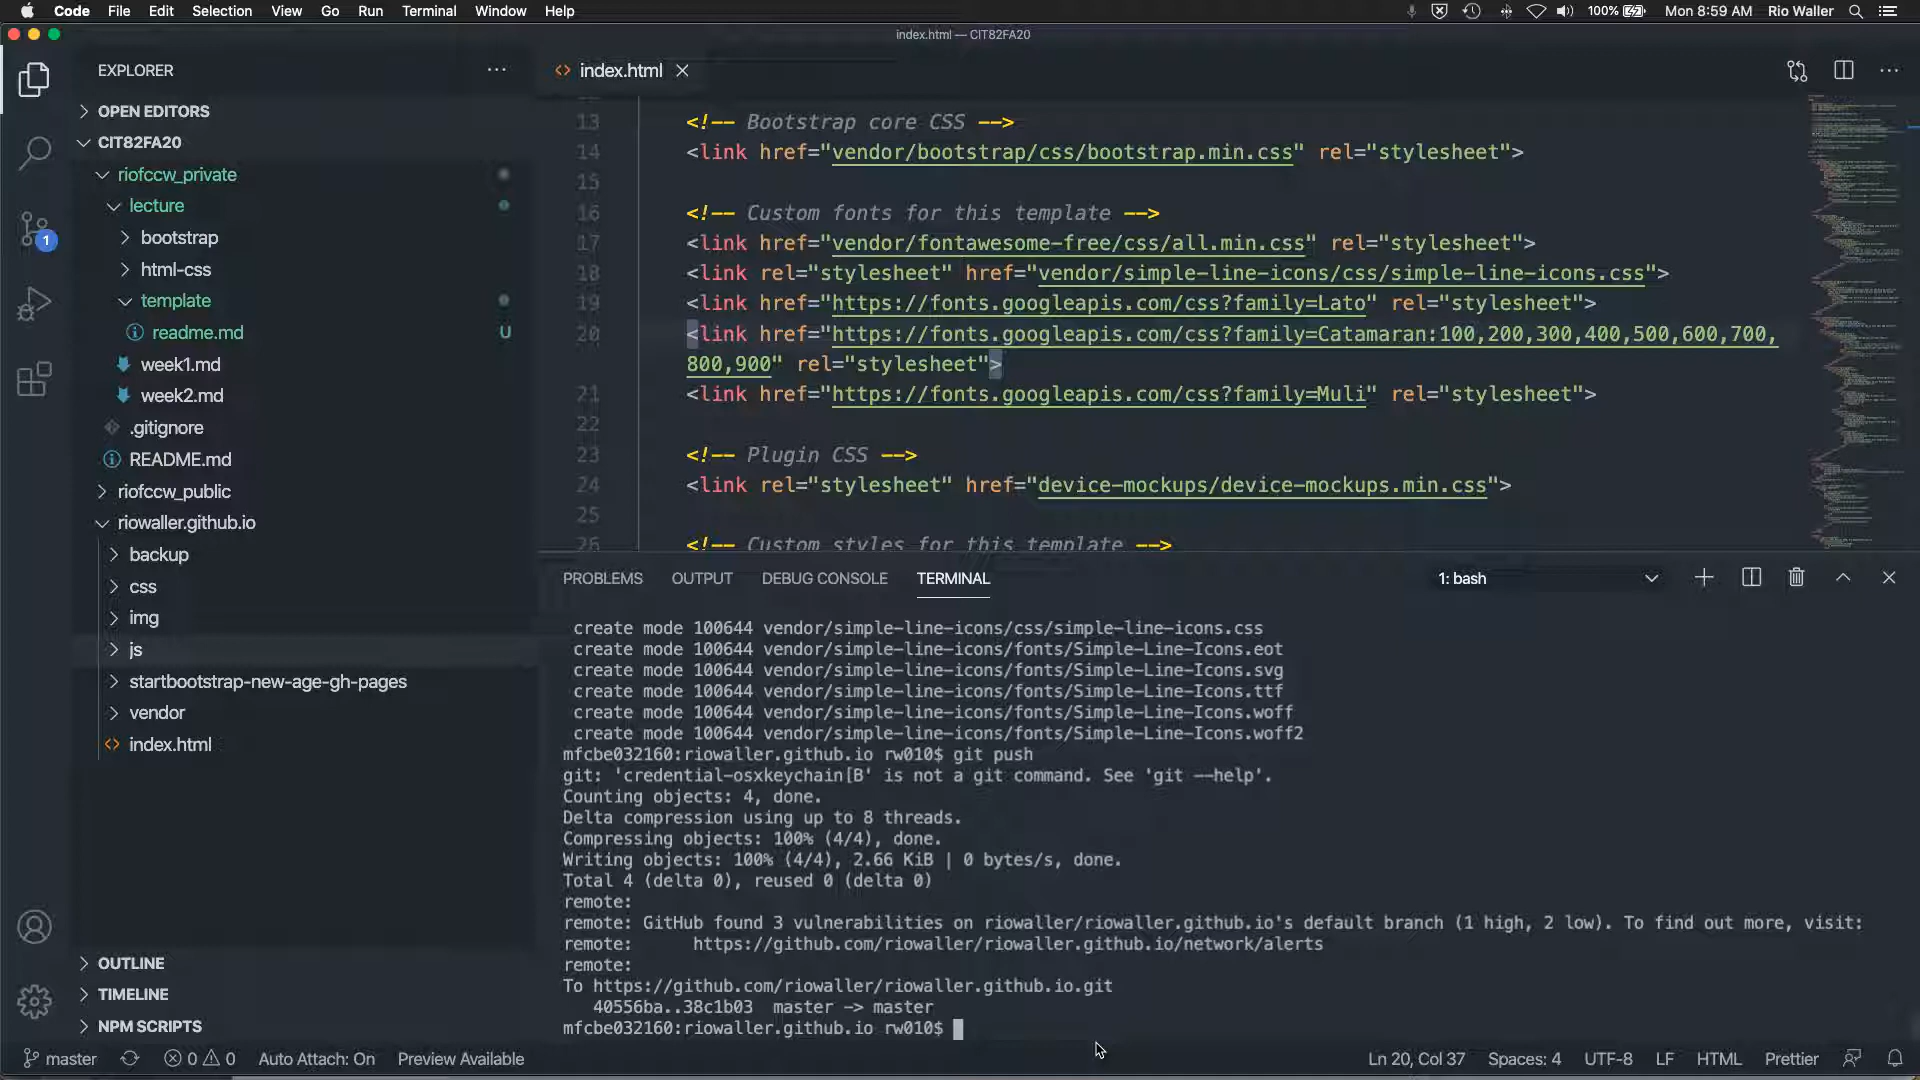 Code File Edit Selection View Go Run Terminal Window Help 100% Mon 8:59 AM Rio Waller
index.html — CIT82FA20
EXPLORER
index.html
OPEN EDITORS
CIT82FA20
riofccw_private
lecture
bootstrap
html-css
template
readme.md U
week1.md
week2.md
.gitignore
README.md
riofccw_public
riowaller.github.io
backup
css
img
js
startbootstrap-new-age-gh-pages
vendor
index.html
OUTLINE
TIMELINE
NPM SCRIPTS
1
13 <!-- Bootstrap core CSS -->
14 <link href="vendor/bootstrap/css/bootstrap.min.css" rel="stylesheet">
15
16 <!-- Custom fonts for this template -->
17 <link href="vendor/fontawesome-free/css/all.min.css" rel="stylesheet">
18 <link rel="stylesheet" href="vendor/simple-line-icons/css/simple-line-icons.css">
19 <link href="https://fonts.googleapis.com/css?family=Lato" rel="stylesheet">
20 <link href="https://fonts.googleapis.com/css?family=Catamaran:100,200,300,400,500,600,700,
800,900" rel="stylesheet">
21 <link href="https://fonts.googleapis.com/css?family=Muli" rel="stylesheet">
22
23 <!-- Plugin CSS -->
24 <link rel="stylesheet" href="device-mockups/device-mockups.min.css">
25
26 <!-- Custom styles for this template -->
PROBLEMS OUTPUT DEBUG CONSOLE TERMINAL 1: bash
create mode 100644 vendor/simple-line-icons/css/simple-line-icons.css
create mode 100644 vendor/simple-line-icons/fonts/Simple-Line-Icons.eot
create mode 100644 vendor/simple-line-icons/fonts/Simple-Line-Icons.svg
create mode 100644 vendor/simple-line-icons/fonts/Simple-Line-Icons.ttf
create mode 100644 vendor/simple-line-icons/fonts/Simple-Line-Icons.woff
create mode 100644 vendor/simple-line-icons/fonts/Simple-Line-Icons.woff2
mfcbe032160:riowaller.github.io rw010$ git push
git: 'credential-osxkeychain[B' is not a git command. See 'git --help'.
Counting objects: 4, done.
Delta compression using up to 8 threads.
Compressing objects: 100% (4/4), done.
Writing objects: 100% (4/4), 2.66 KiB | 0 bytes/s, done.
Total 4 (delta 0), reused 0 (delta 0)
remote:
remote: GitHub found 3 vulnerabilities on riowaller/riowaller.github.io's default branch (1 high, 2 low). To find out more, visit:
remote: https://github.com/riowaller/riowaller.github.io/network/alerts
remote:
To https://github.com/riowaller/riowaller.github.io.git
40556ba..38c1b03 master -> master
mfcbe032160:riowaller.github.io rw010$
master 0 0 Auto Attach: On Preview Available Ln 20, Col 37 Spaces: 4 UTF-8 LF HTML Prettier